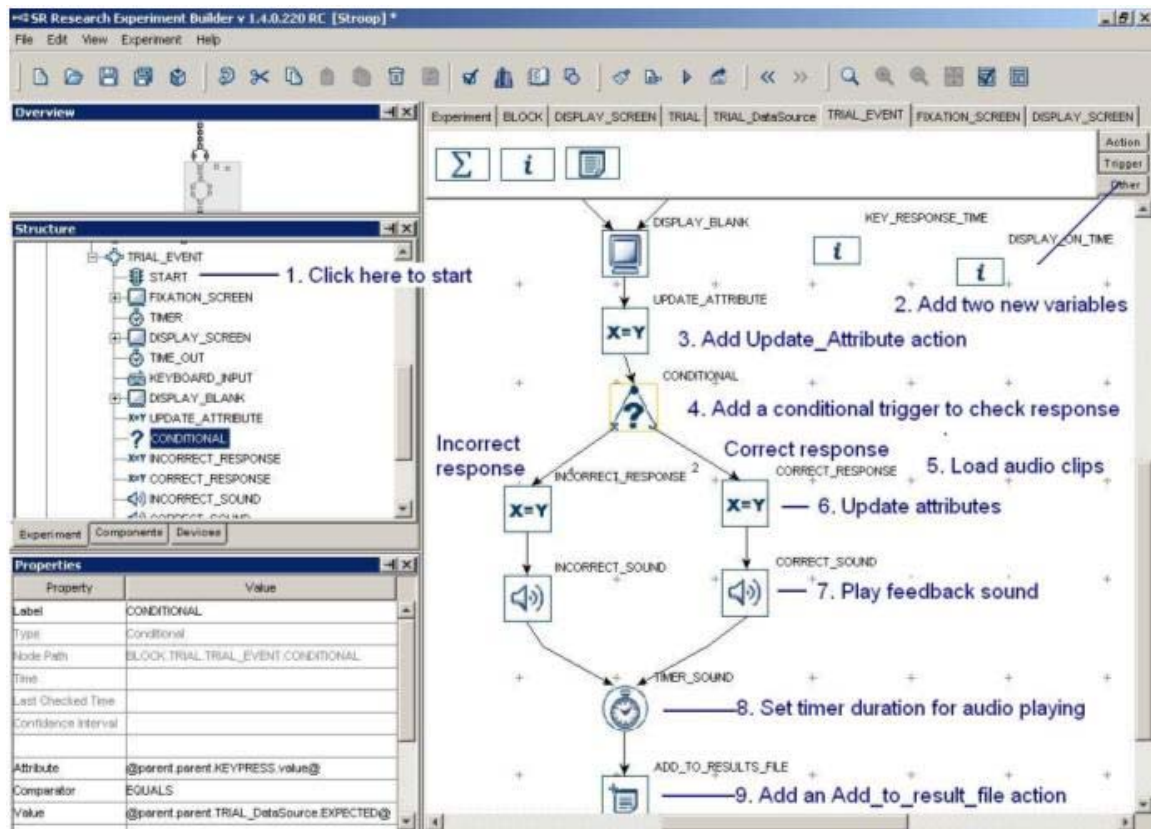 SR Research Experiment Builder v 1.4.0.220 RC [Stroop] *
File Edit View Experiment Help
Overview
Experiment BLOCK DISPLAY_SCREEN TRIAL TRIAL_DataSource TRIAL_EVENT FIXATION_SCREEN DISPLAY_SCREEN
Action
Trigger
Other
Σ i
Structure
TRIAL_EVENT
START
FIXATION_SCREEN
TIMER
DISPLAY_SCREEN
TIME_OUT
KEYBOARD_INPUT
DISPLAY_BLANK
X=Y UPDATE_ATTRIBUTE
? CONDITIONAL
X=Y INCORRECT_RESPONSE
X=Y CORRECT_RESPONSE
INCORRECT_SOUND
CORRECT_SOUND
Experiment Components Devices
1. Click here to start
DISPLAY_BLANK
KEY_RESPONSE_TIME
i
DISPLAY_ON_TIME
i
2. Add two new variables
UPDATE_ATTRIBUTE
X=Y
3. Add Update_Attribute action
CONDITIONAL
?
4. Add a conditional trigger to check response
Incorrect
response
Correct response
5. Load audio clips
INCORRECT_RESPONSE
2
CORRECT_RESPONSE
X=Y
X=Y
6. Update attributes
INCORRECT_SOUND
CORRECT_SOUND
7. Play feedback sound
TIMER_SOUND
8. Set timer duration for audio playing
ADD_TO_RESULTS_FILE
9. Add an Add_to_result_file action
Properties
Property Value
Label CONDITIONAL
Type Conditional
Node Path BLOCK.TRIAL.TRIAL_EVENT.CONDITIONAL
Time
Last Checked Time
Confidence Interval
Attribute @parent.parent.KEYPRESS.value@
Comparator EQUALS
Value @parent.parent.TRIAL_DataSource.EXPECTED@